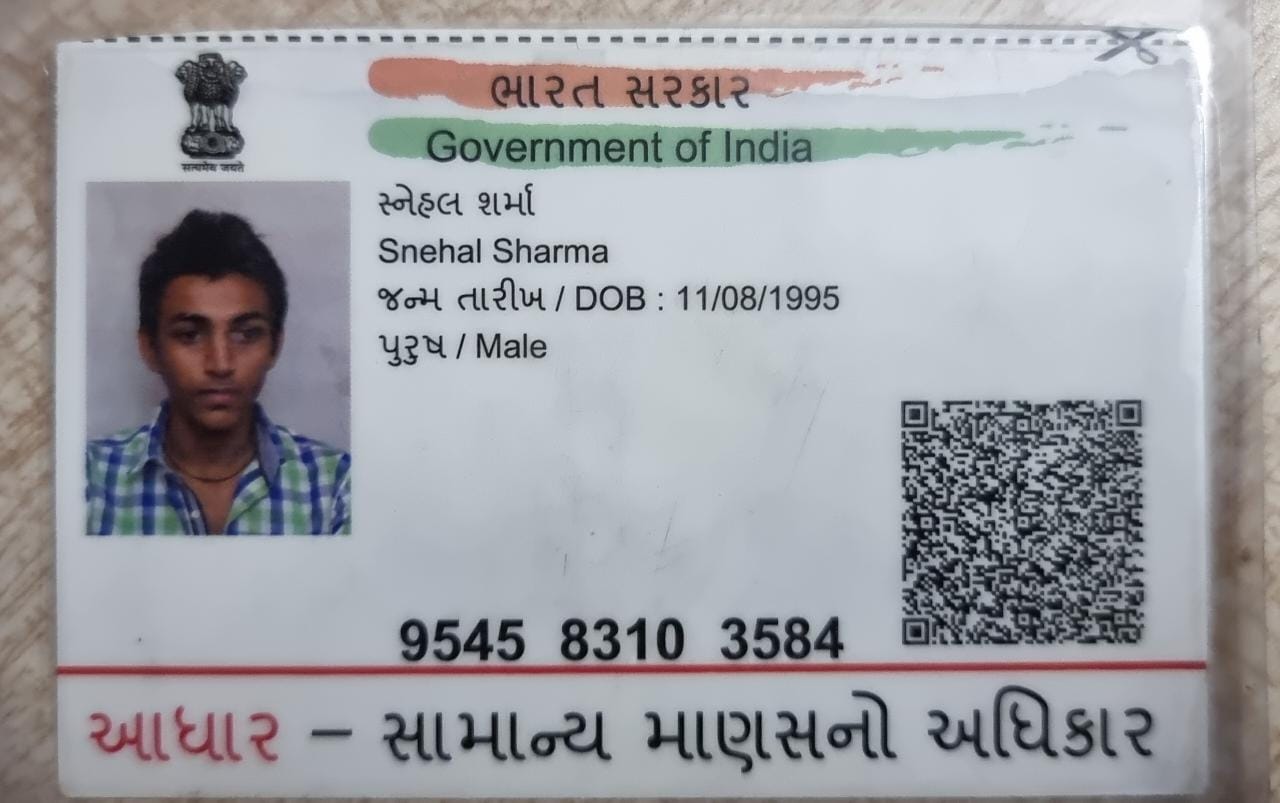 ભારત સરકાર
Government of India
सत्यमेव जयते
સ્નેહલ શર્મા
Snehal Sharma
જન્મ તારીખ / DOB : 11/08/1995
પુરુષ / Male
9545 8310 3584
આધાર – સામાન્ય માણસનો અધિકાર